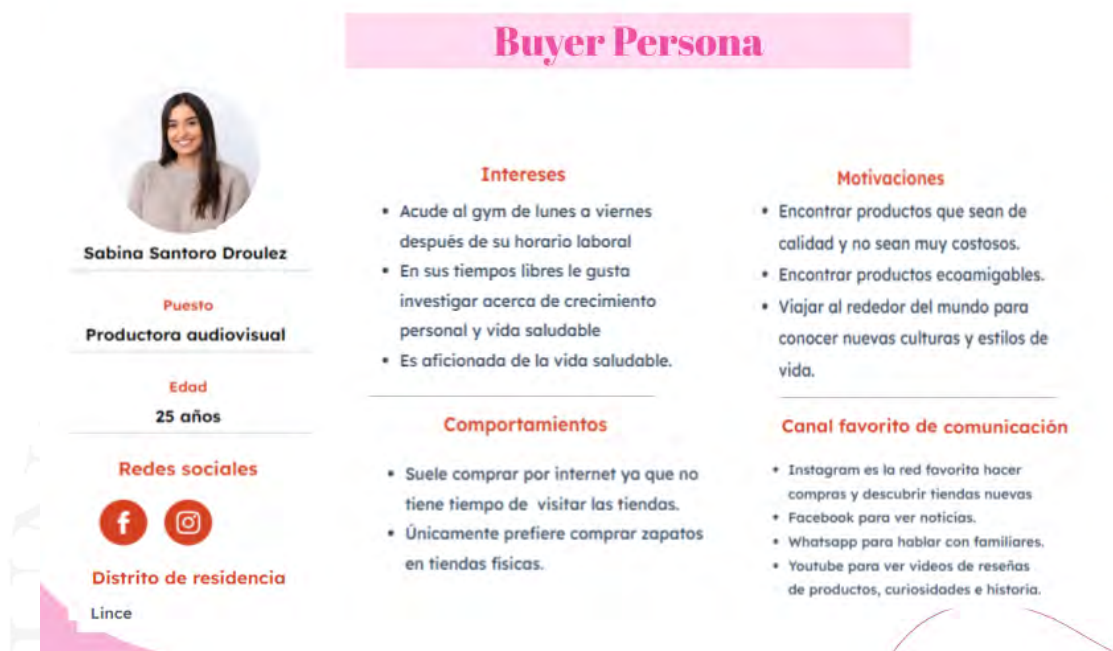 Buyer Persona
Sabina Santoro Droulez
Puesto
Productora audiovisual
Edad
25 años
Redes sociales
Distrito de residencia
Lince
Intereses
• Acude al gym de lunes a viernes
después de su horario laboral
• En sus tiempos libres le gusta
investigar acerca de crecimiento
personal y vida saludable
• Es aficionada de la vida saludable.
Motivaciones
• Encontrar productos que sean de
calidad y no sean muy costosos.
• Encontrar productos ecoamigables.
• Viajar al rededor del mundo para
conocer nuevas culturas y estilos de
vida.
Comportamientos
• Suele comprar por internet ya que no
tiene tiempo de visitar las tiendas.
• Únicamente prefiere comprar zapatos
en tiendas físicas.
Canal favorito de comunicación
• Instagram es la red favorita hacer
compras y descubrir tiendas nuevas
• Facebook para ver noticias.
• Whatsapp para hablar con familiares.
• Youtube para ver videos de reseñas
de productos, curiosidades e historia.